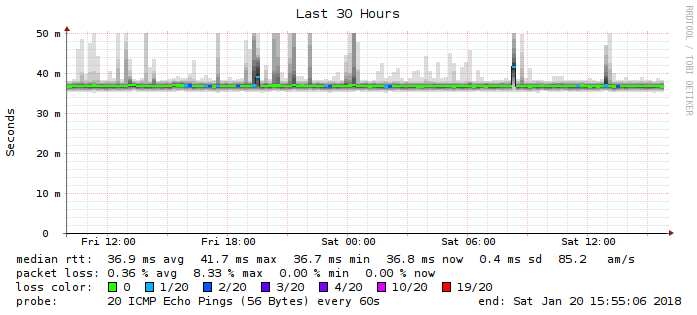 Last 30 Hours
RRDTOOL / TOBI OETIKER
Seconds
50 m
40 m
30 m
20 m
10 m
0
Fri 12:00 Fri 18:00 Sat 00:00 Sat 06:00 Sat 12:00
median rtt: 36.9 ms avg 41.7 ms max 36.7 ms min 36.8 ms now 0.4 ms sd 85.2 am/s
packet loss: 0.36 % avg 8.33 % max 0.00 % min 0.00 % now
loss color: 0 1/20 2/20 3/20 4/20 10/20 19/20
probe: 20 ICMP Echo Pings (56 Bytes) every 60s end: Sat Jan 20 15:55:06 2018